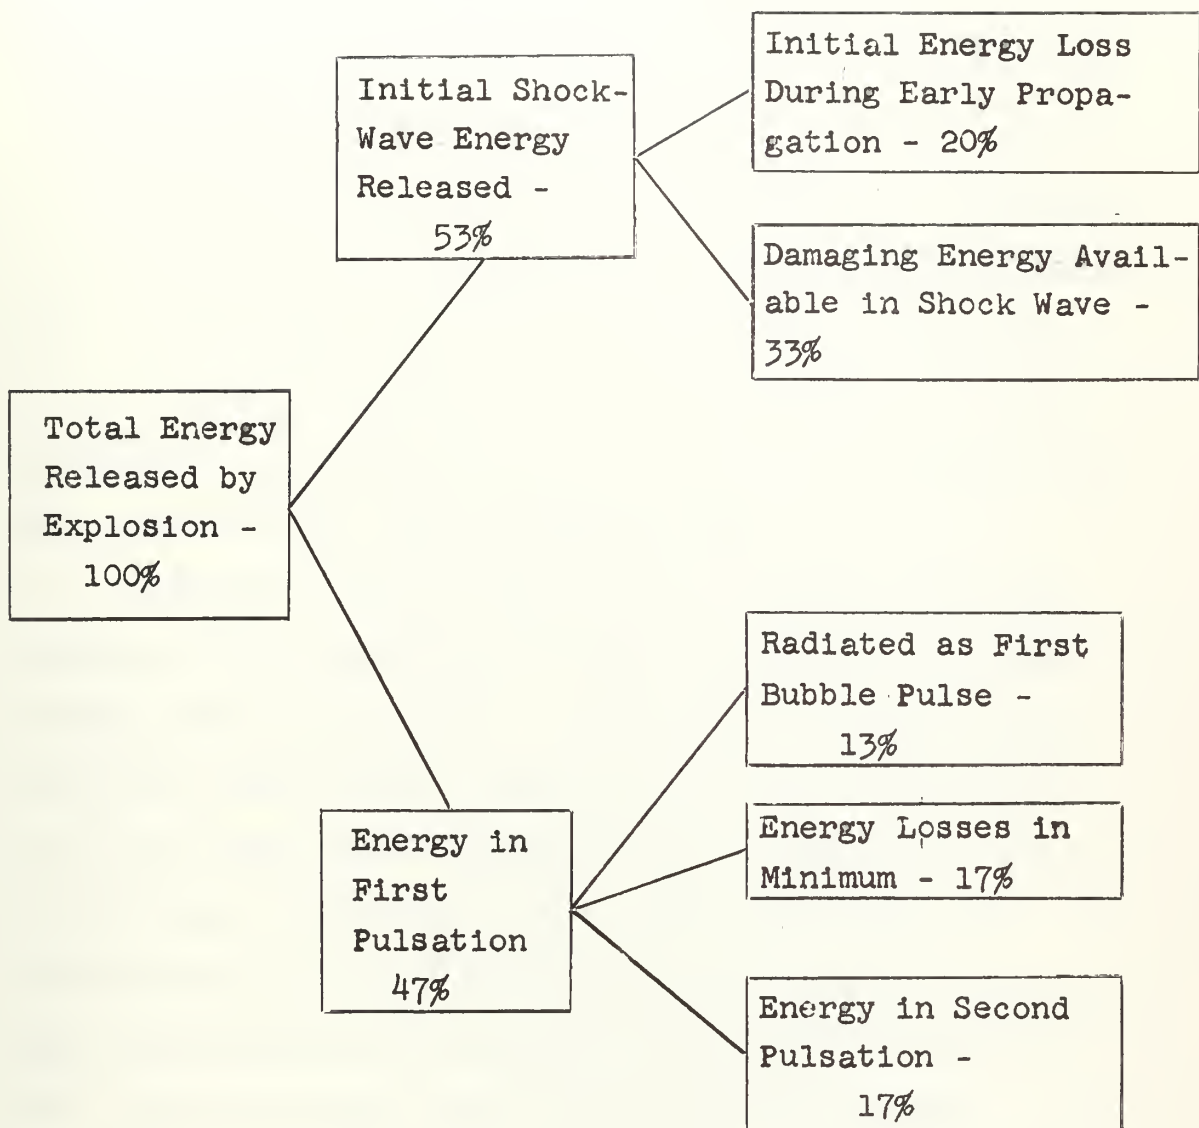 Initial Shock-
Wave Energy
Released -
53%
Initial Energy Loss
During Early Propa-
gation - 20%
Damaging Energy Avail-
able in Shock Wave -
33%
Total Energy
Released by
Explosion -
100%
Energy in
First
Pulsation
47%
Radiated as First
Bubble Pulse -
13%
Energy Losses in
Minimum - 17%
Energy in Second
Pulsation -
17%